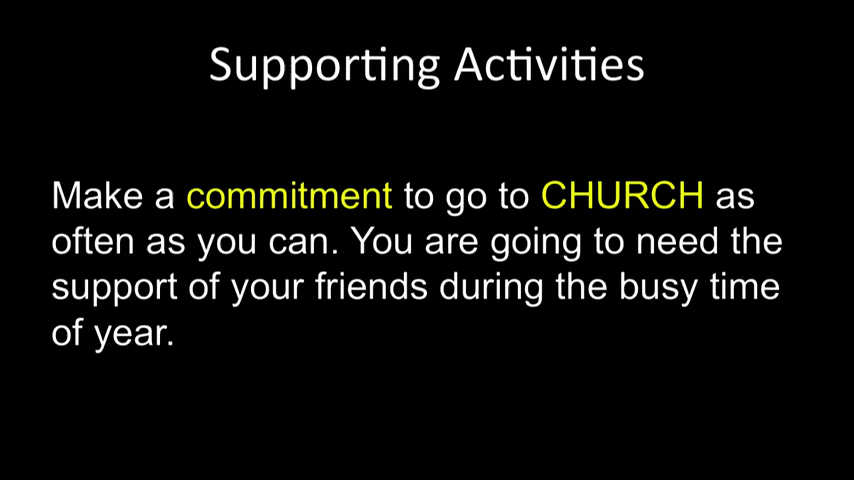 Supporting Activities
Make a commitment to go to CHURCH as
often as you can. You are going to need the
support of your friends during the busy time
of year.